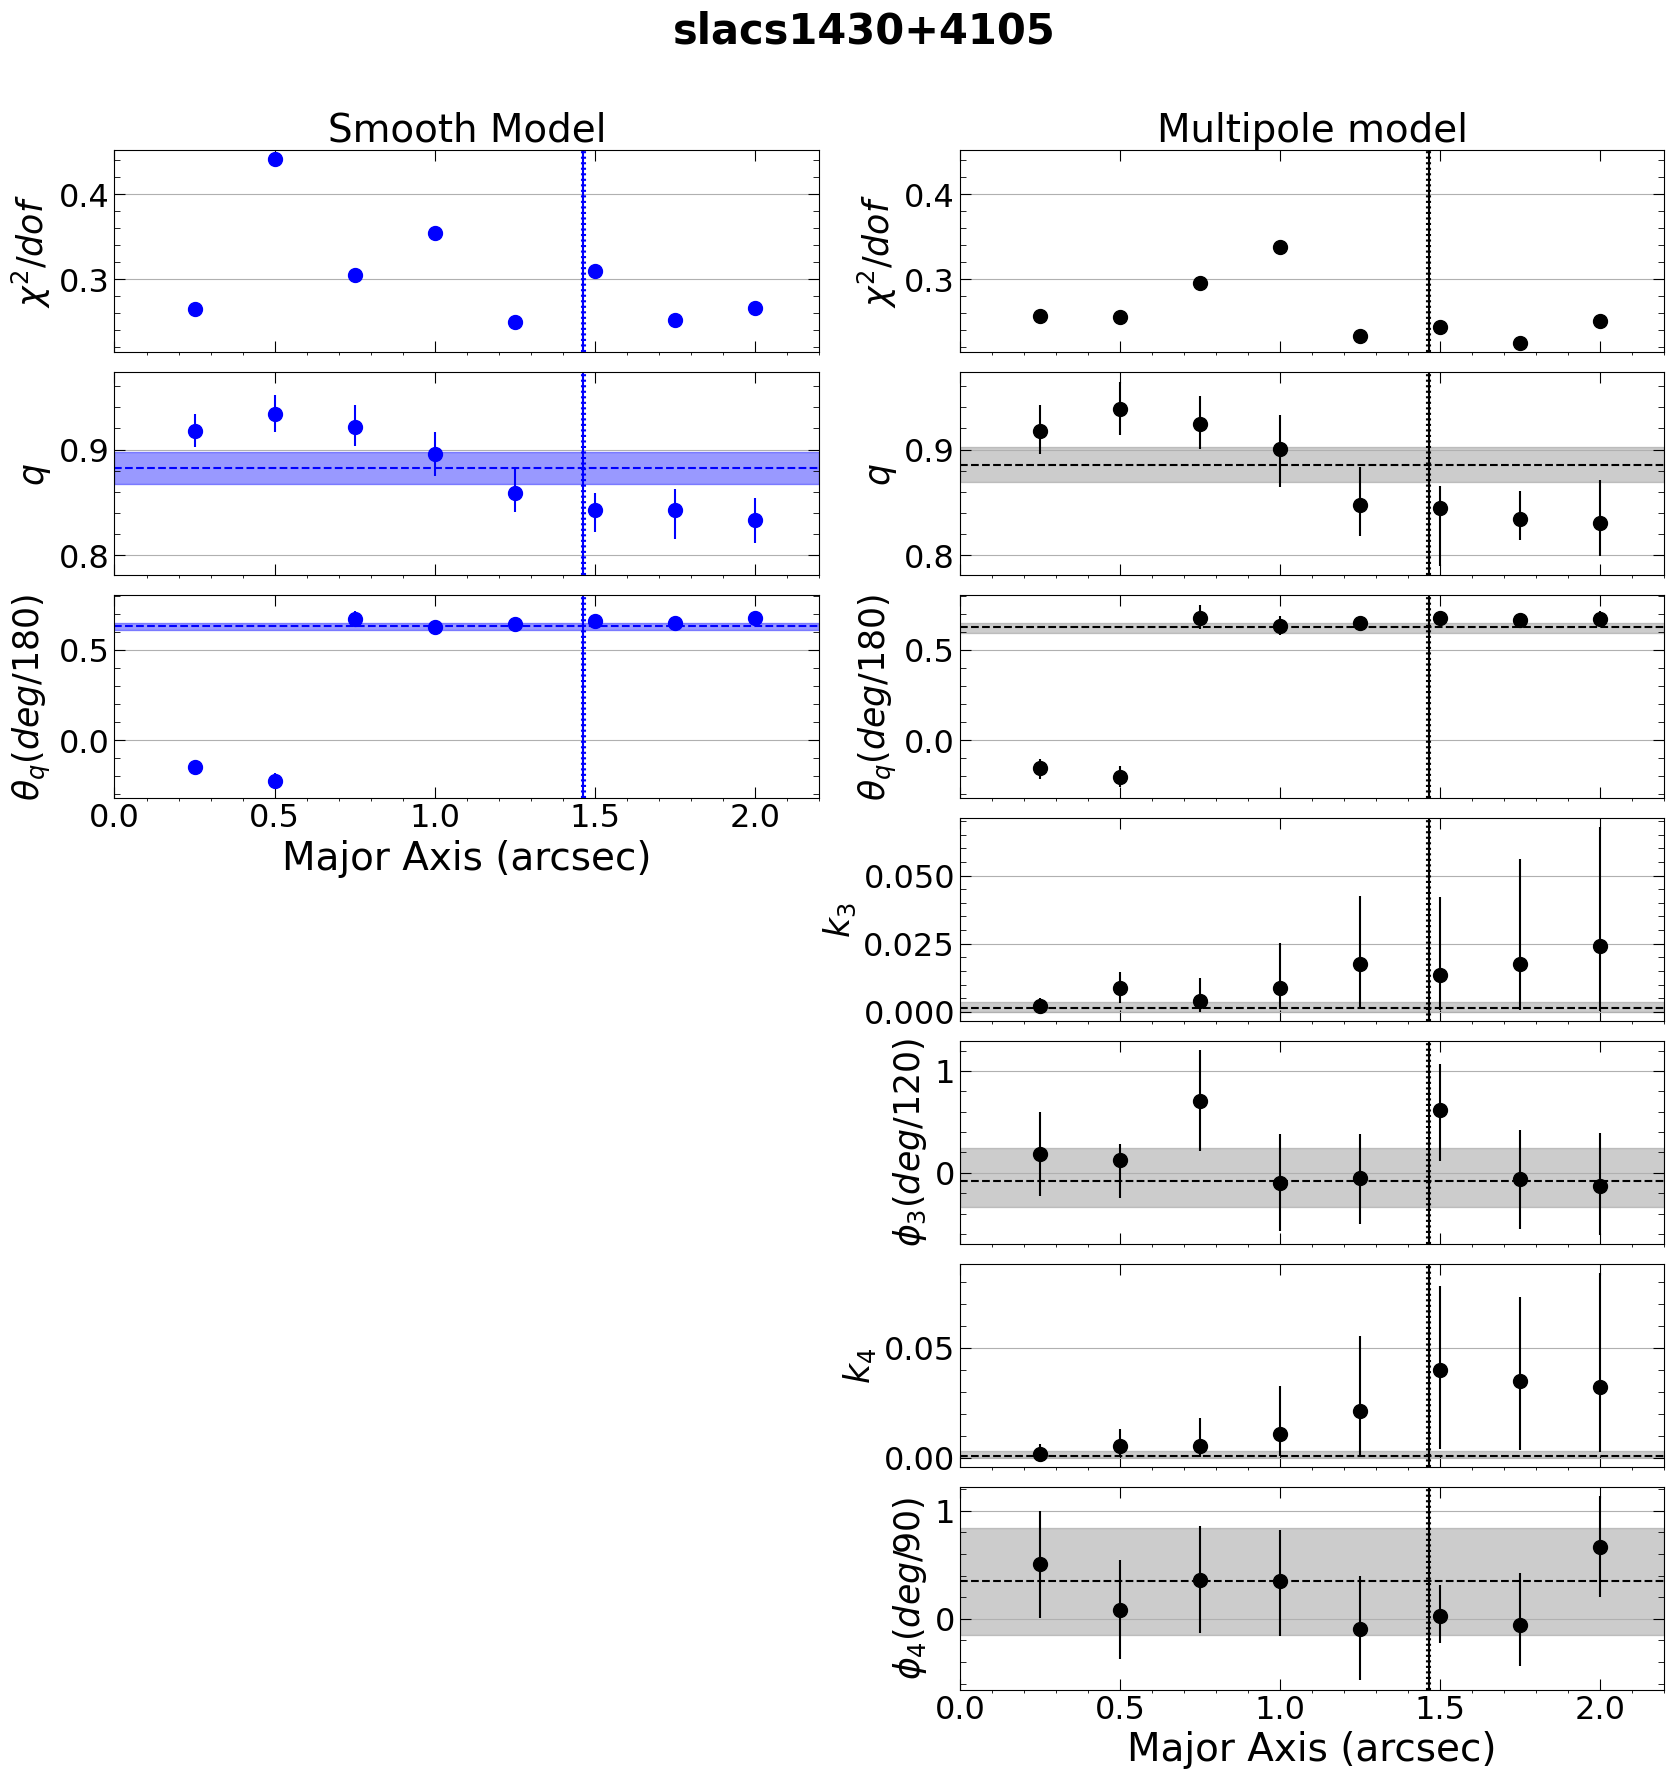 slacs1430+4105
Smooth Model
χ²/dof
0.4
0.3
q
0.9
0.8
θ_q(deg/180)
0.5
0.0
0.0 0.5 1.0 1.5 2.0
Major Axis (arcsec)
Multipole model
χ²/dof
0.4
0.3
q
0.9
0.8
θ_q(deg/180)
0.5
0.0
k₃
0.050
0.025
0.000
ϕ₃(deg/120)
1
0
k₄
0.05
0.00
ϕ₄(deg/90)
1
0
0.0 0.5 1.0 1.5 2.0
Major Axis (arcsec)